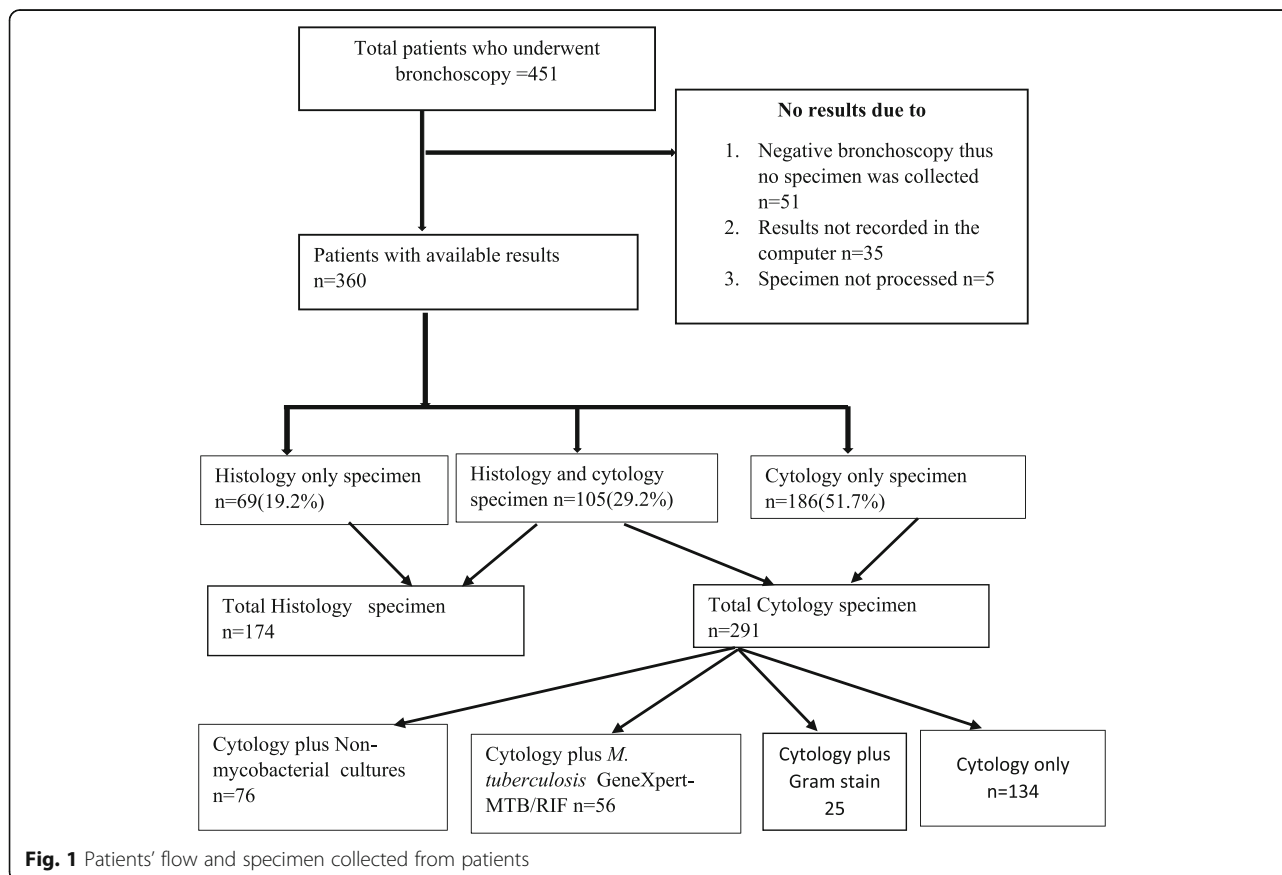 Total patients who underwent
bronchoscopy =451
No results due to
1. Negative bronchoscopy thus
no specimen was collected
n=51
2. Results not recorded in the
computer n=35
3. Specimen not processed n=5
Patients with available results
n=360
Histology only specimen
n=69(19.2%)
Histology and cytology
specimen n=105(29.2%)
Cytology only specimen
n=186(51.7%)
Total Histology specimen
n=174
Total Cytology specimen
n=291
Cytology plus Non-
mycobacterial cultures
n=76
Cytology plus M.
tuberculosis GeneXpert-
MTB/RIF n=56
Cytology plus
Gram stain
25
Cytology only
n=134
Fig. 1 Patients’ flow and specimen collected from patients